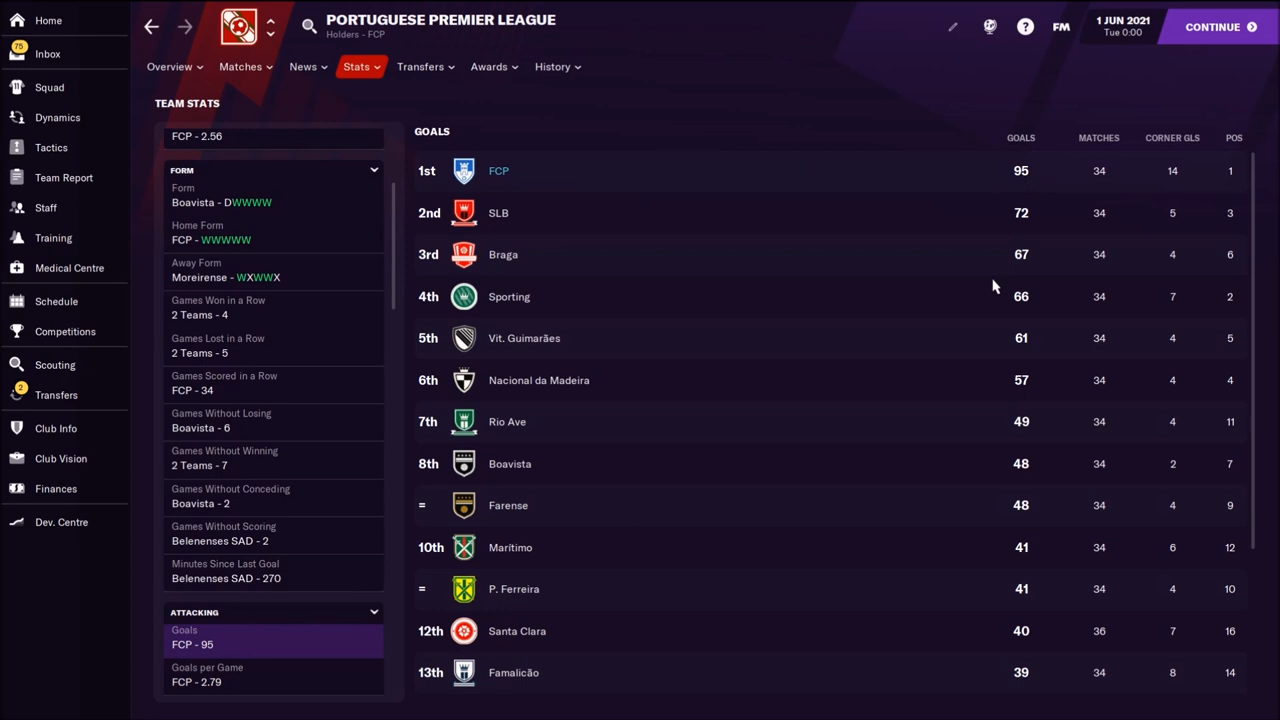 Home
75
Inbox
Squad
Dynamics
Tactics
Team Report
Staff
Training
Medical Centre
Schedule
Competitions
Scouting
2
Transfers
Club Info
Club Vision
Finances
Dev. Centre
PORTUGUESE PREMIER LEAGUE
Holders - FCP
?
FM
1 JUN 2021
Tue 0:00
CONTINUE
Overview Matches News Stats Transfers Awards History
TEAM STATS
FCP - 2.56
FORM
Form
Boavista - DWWWW
Home Form
FCP - WWWWW
Away Form
Moreirense - WXWWX
Games Won in a Row
2 Teams - 4
Games Lost in a Row
2 Teams - 5
Games Scored in a Row
FCP - 34
Games Without Losing
Boavista - 6
Games Without Winning
2 Teams - 7
Games Without Conceding
Boavista - 2
Games Without Scoring
Belenenses SAD - 2
Minutes Since Last Goal
Belenenses SAD - 270
ATTACKING
Goals
FCP - 95
Goals per Game
FCP - 2.79
GOALS GOALS MATCHES CORNER GLS POS
1st FCP 95 34 14 1
2nd SLB 72 34 5 3
3rd Braga 67 34 4 6
4th Sporting 66 34 7 2
5th Vit. Guimarães 61 34 4 5
6th Nacional da Madeira 57 34 4 4
7th Rio Ave 49 34 4 11
8th Boavista 48 34 2 7
= Farense 48 34 4 9
10th Marítimo 41 34 6 12
= P. Ferreira 41 34 4 10
12th Santa Clara 40 36 7 16
13th Famalicão 39 34 8 14